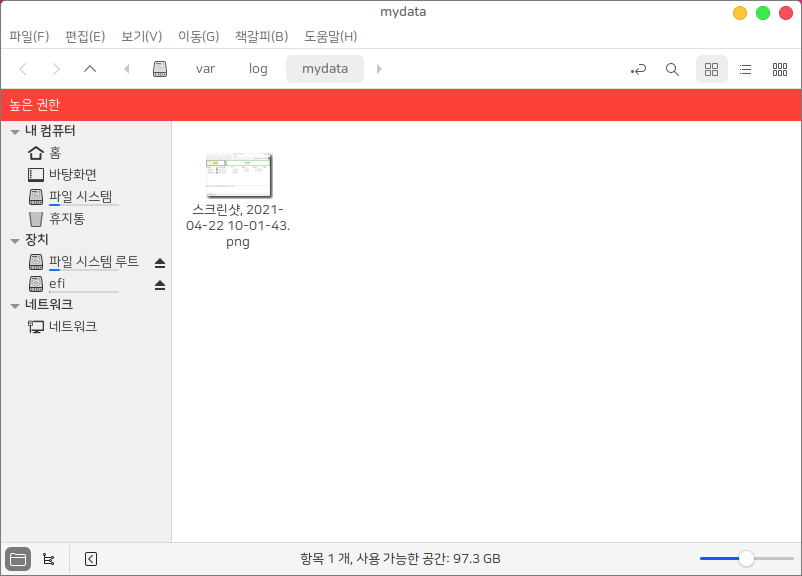 mydata
파일(F) 편집(E) 보기(V) 이동(G) 책갈피(B) 도움말(H)
var log mydata
높은 권한
내 컴퓨터
홈
바탕화면
파일 시스템
휴지통
장치
파일 시스템 루트
efi
네트워크
네트워크
스크린샷, 2021-
04-22 10-01-43.
png
항목 1 개, 사용 가능한 공간: 97.3 GB